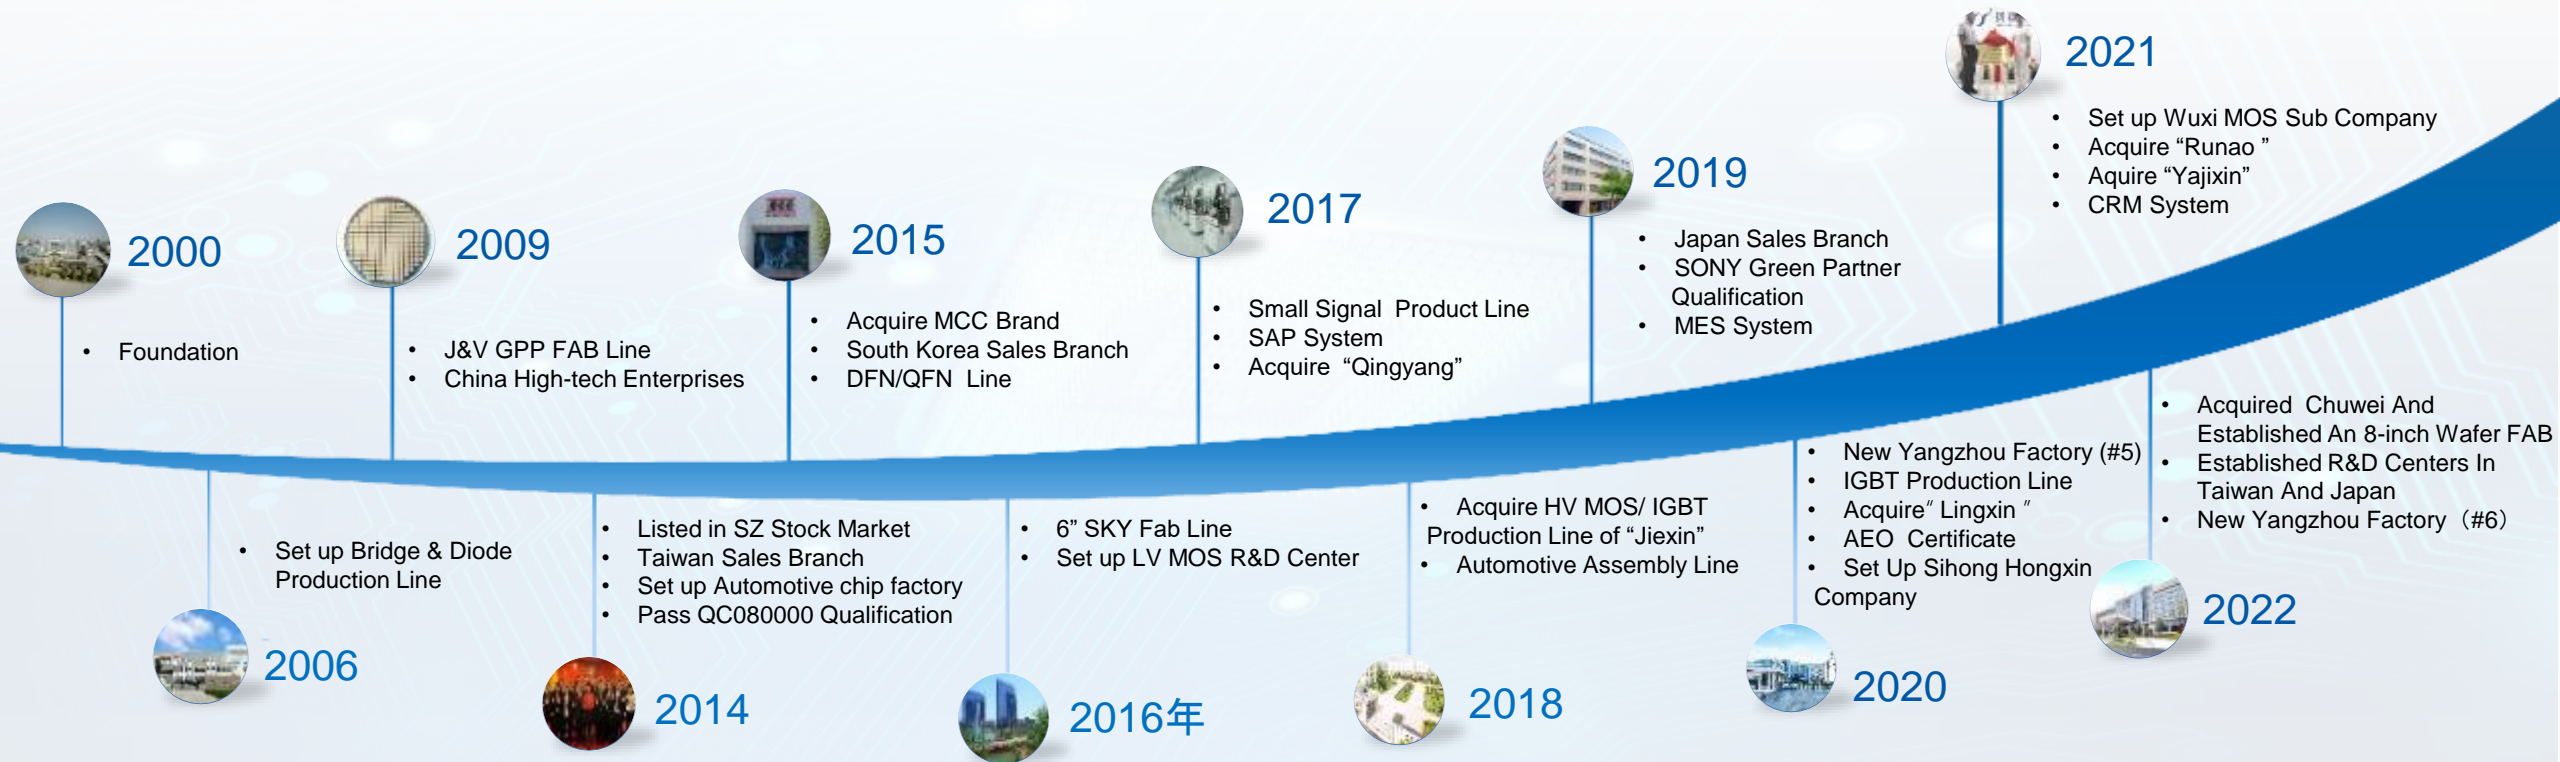 2000
• Foundation
2006
• Set up Bridge & Diode
Production Line
2009
• J&V GPP FAB Line
• China High-tech Enterprises
2014
• Listed in SZ Stock Market
• Taiwan Sales Branch
• Set up Automotive chip factory
• Pass QC080000 Qualification
2015
• Acquire MCC Brand
• South Korea Sales Branch
• DFN/QFN Line
2016年
• 6” SKY Fab Line
• Set up LV MOS R&D Center
2017
• Small Signal Product Line
• SAP System
• Acquire “Qingyang”
2018
• Acquire HV MOS/ IGBT
Production Line of “Jiexin”
• Automotive Assembly Line
2019
• Japan Sales Branch
• SONY Green Partner
Qualification
• MES System
2020
• New Yangzhou Factory (#5)
• IGBT Production Line
• Acquire“ Lingxin ”
• AEO Certificate
• Set Up Sihong Hongxin
Company
2021
• Set up Wuxi MOS Sub Company
• Acquire “Runao ”
• Aquire “Yajixin”
• CRM System
2022
• Acquired Chuwei And
Established An 8-inch Wafer FAB
• Established R&D Centers In
Taiwan And Japan
• New Yangzhou Factory（#6）